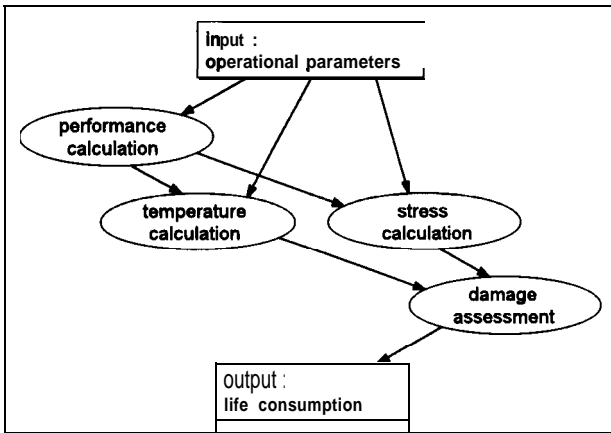 input :
operational parameters
performance
calculation
temperature
calculation
stress
calculation
damage
assessment
output :
life consumption